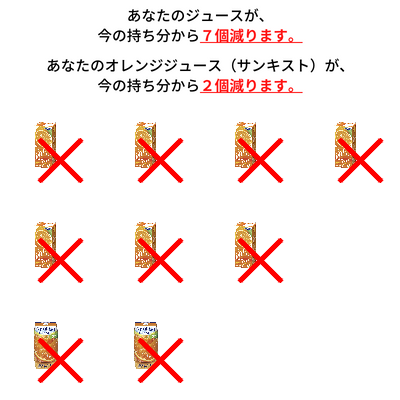 あなたのジュースが、
今の持ち分から７個減ります。
あなたのオレンジジュース（サンキスト）が、
今の持ち分から２個減ります。